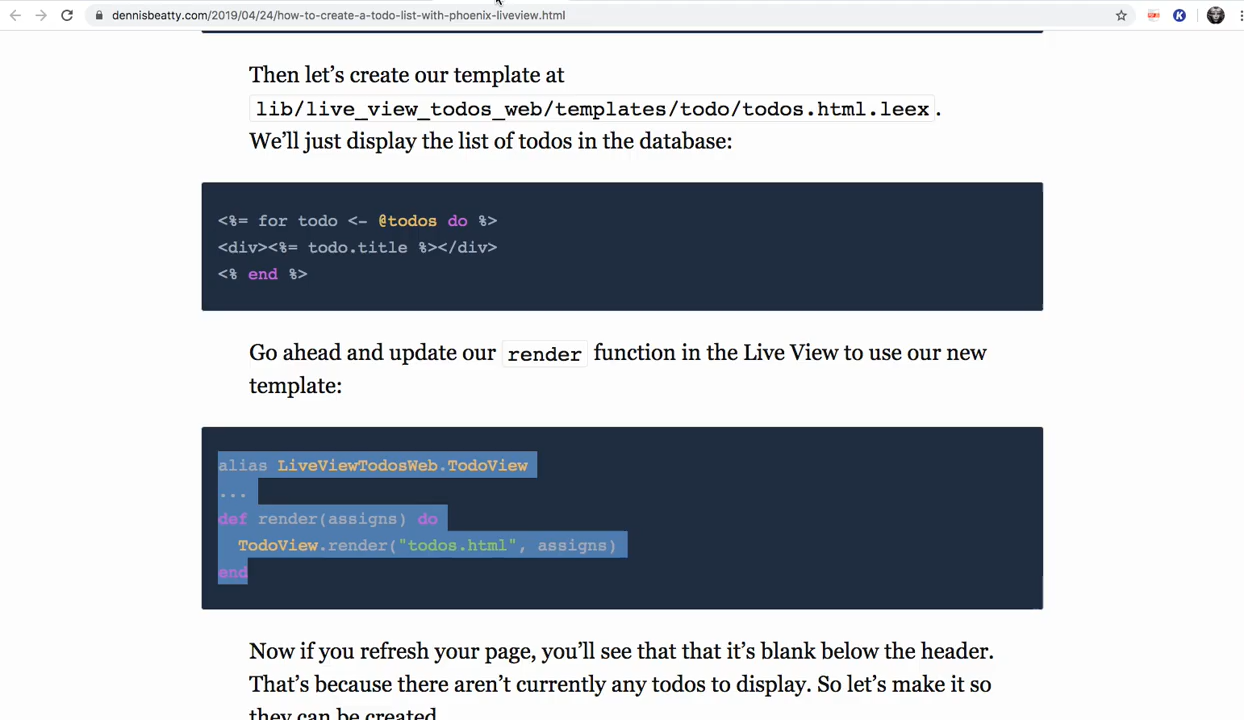 dennisbeatty.com/2019/04/24/how-to-create-a-todo-list-with-phoenix-liveview.html
Then let’s create our template at
lib/live_view_todos_web/templates/todo/todos.html.leex.
We’ll just display the list of todos in the database:
<%= for todo <- @todos do %>
<div><%= todo.title %></div>
<% end %>
Go ahead and update our render function in the Live View to use our new
template:
alias LiveViewTodosWeb.TodoView
...
def render(assigns) do
  TodoView.render("todos.html", assigns)
end
Now if you refresh your page, you’ll see that that it’s blank below the header.
That’s because there aren’t currently any todos to display. So let’s make it so
they can be created.